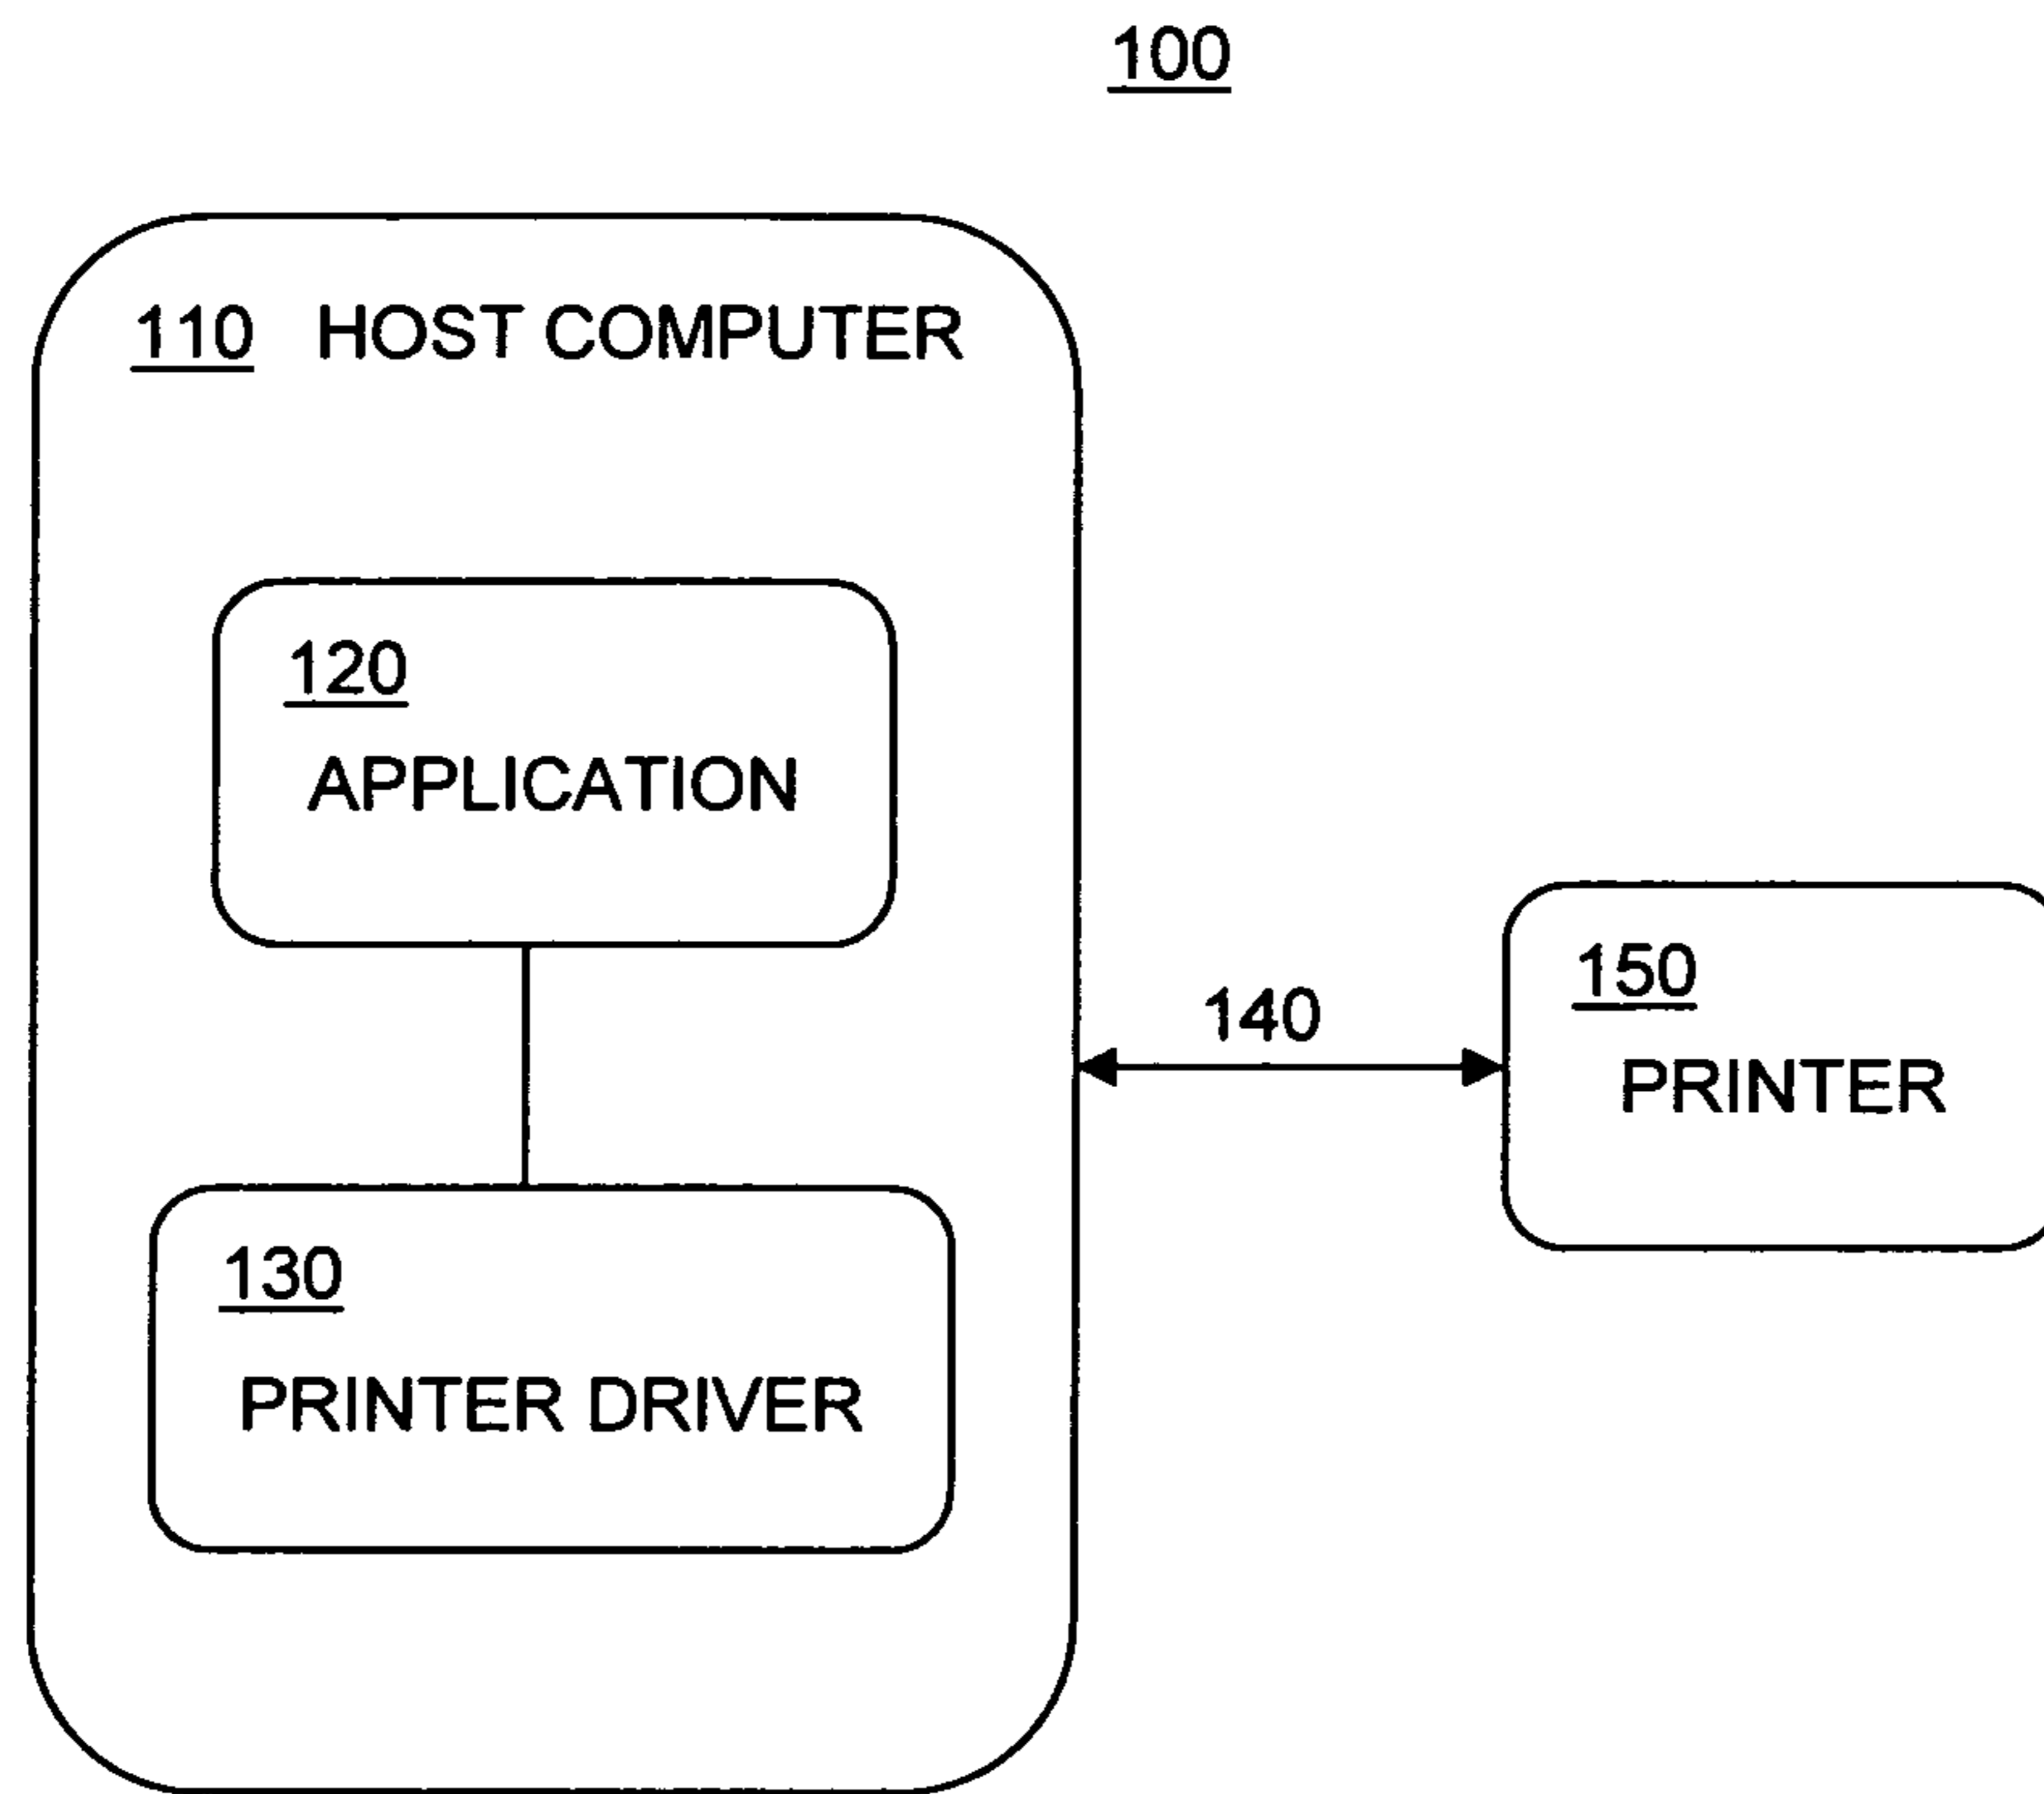 100
110 HOST COMPUTER
120
APPLICATION
140
150
PRINTER
130
PRINTER DRIVER